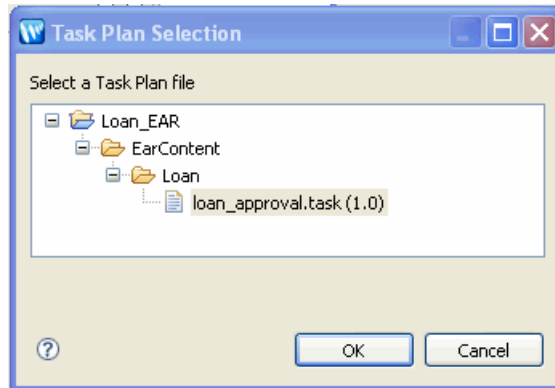 Task Plan Selection
Select a Task Plan file
Loan_EAR
EarContent
Loan
loan_approval.task (1.0)
OK Cancel